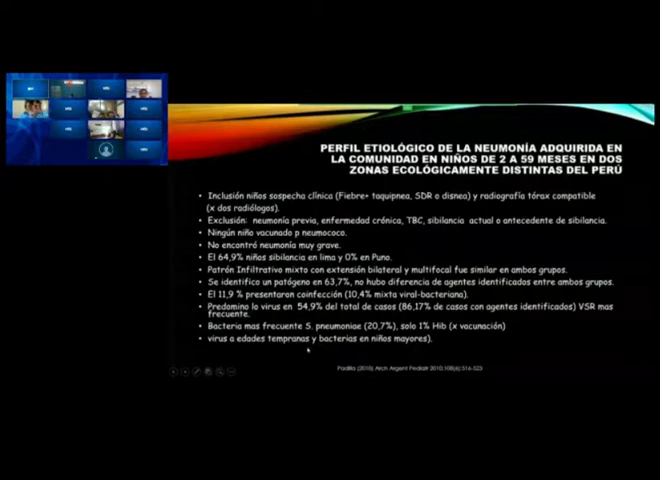 PERFIL ETIOLÓGICO DE LA NEUMONÍA ADQUIRIDA EN
LA COMUNIDAD EN NIÑOS DE 2 A 59 MESES EN DOS
ZONAS ECOLÓGICAMENTE DISTINTAS DEL PERÚ
• Inclusión niños sospecha clínica (Fiebre+ taquipnea, SDR o disnea) y radiografía tórax compatible
(x dos radiólogos).
• Exclusión: neumonía previa, enfermedad crónica, TBC, sibilancia actual o antecedente de sibilancia.
• Ningún niño vacunado p neumococo.
• No encontró neumonía muy grave.
• El 64,9% niños sibilancia en lima y 0% en Puno.
• Patrón Infiltrativo mixto con extensión bilateral y multifocal fue similar en ambos grupos.
• Se identifico un patógeno en 63,7%, no hubo diferencia de agentes identificados entre ambos grupos.
• El 11,9 % presentaron coinfección (10,4% mixta viral-bacteriana).
• Predomino lo virus en 54,9% del total de casos (86,17% de casos con agentes identificados) VSR mas
frecuente.
• Bacteria mas frecuente S. pneumoniae (20,7%), solo 1% Hib (x vacunación)
• virus a edades tempranas y bacterias en niños mayores).
Padilla (2010) Arch Argent Pediatr 2010;108(6):516-523